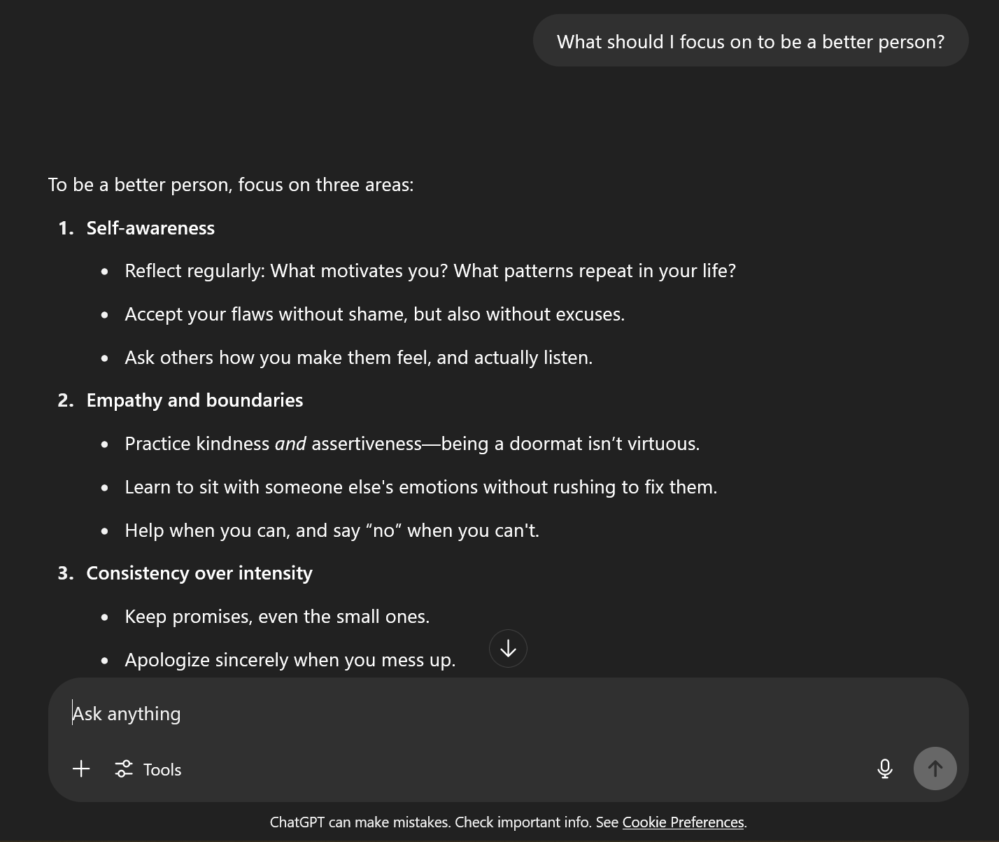 What should I focus on to be a better person?
To be a better person, focus on three areas:
1. Self-awareness
• Reflect regularly: What motivates you? What patterns repeat in your life?
• Accept your flaws without shame, but also without excuses.
• Ask others how you make them feel, and actually listen.
2. Empathy and boundaries
• Practice kindness and assertiveness—being a doormat isn’t virtuous.
• Learn to sit with someone else's emotions without rushing to fix them.
• Help when you can, and say “no” when you can't.
3. Consistency over intensity
• Keep promises, even the small ones.
• Apologize sincerely when you mess up.
Ask anything
Tools
ChatGPT can make mistakes. Check important info. See Cookie Preferences.